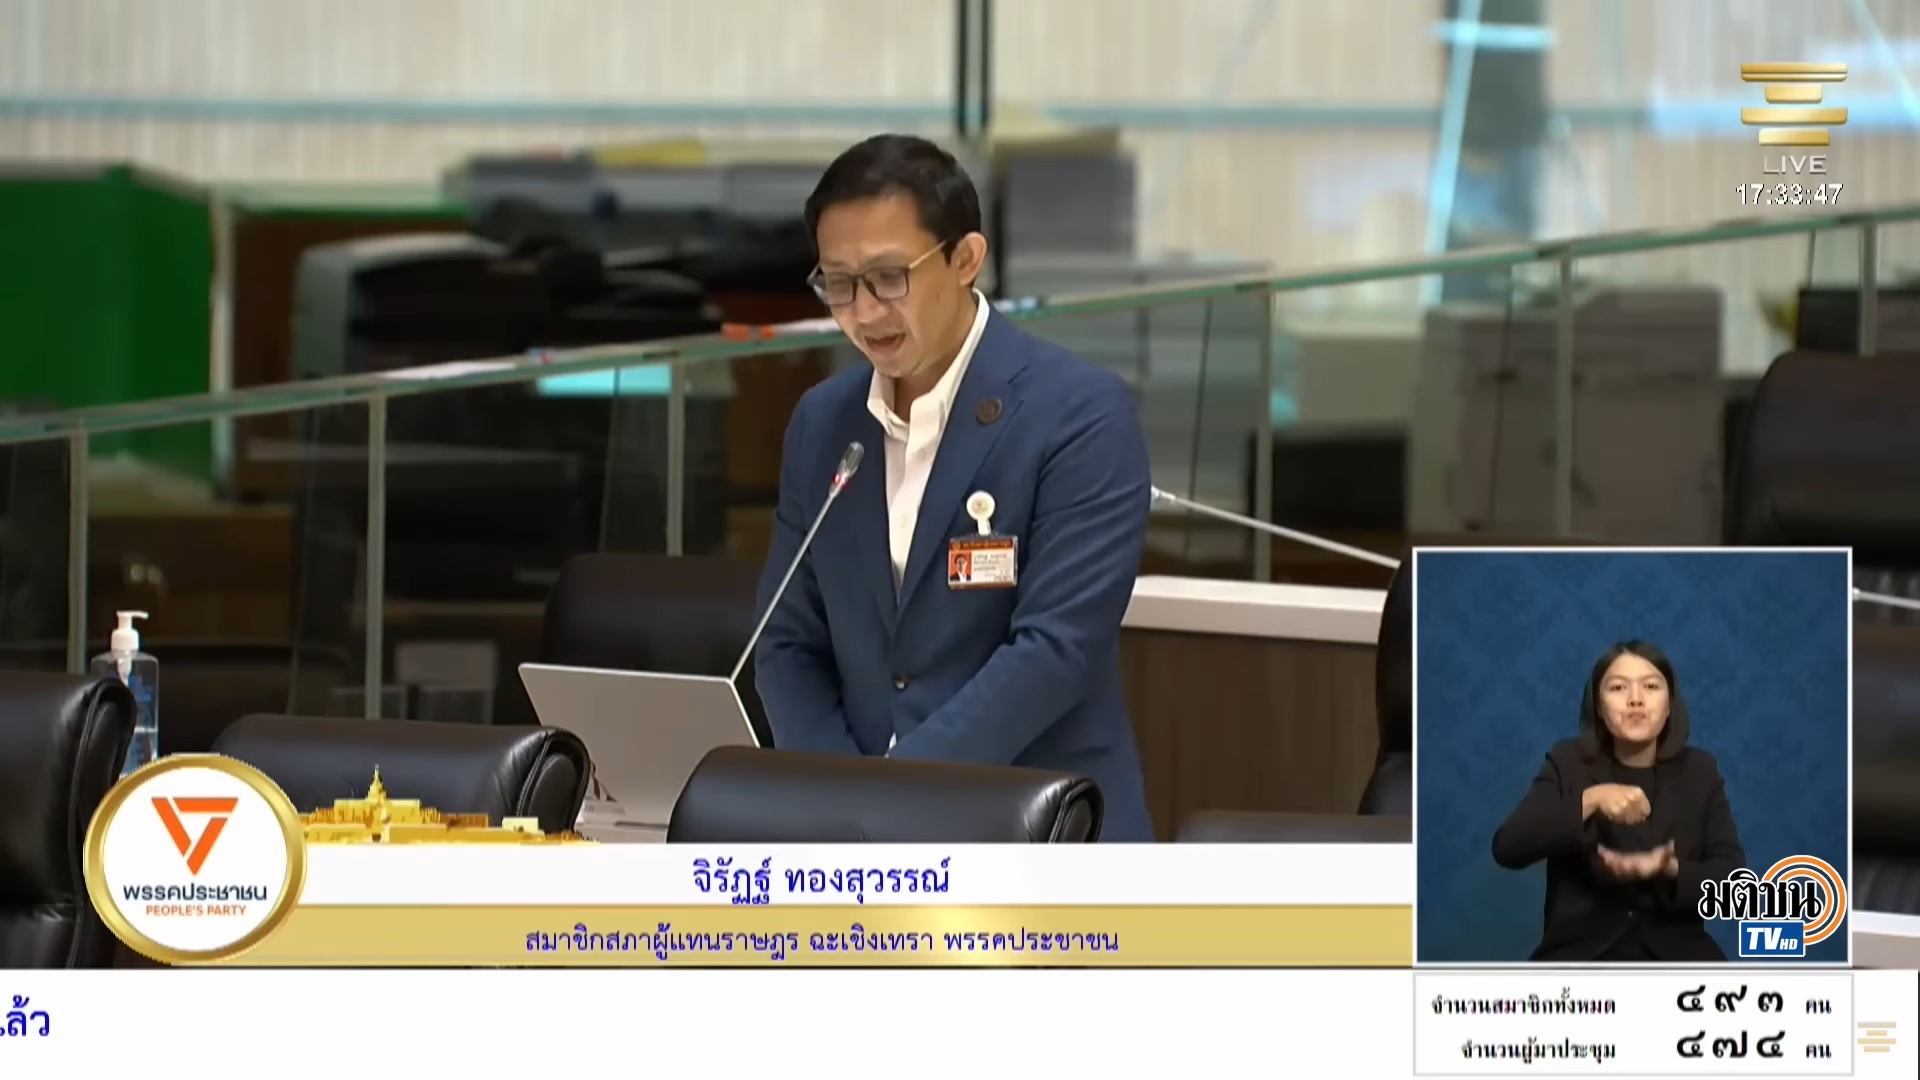 LIVE
17:33:47
จิรัฏฐ์ ทองสุวรรณ์
พรรคประชาชน
PEOPLE'S PARTY
สมาชิกสภาผู้แทนราษฎร ฉะเชิงเทรา พรรคประชาชน
มติชน
TV HD
ล้ว
จำนวนสมาชิกทั้งหมด ๔๙๓ คน
จำนวนผู้มาประชุม ๔๗๔ คน